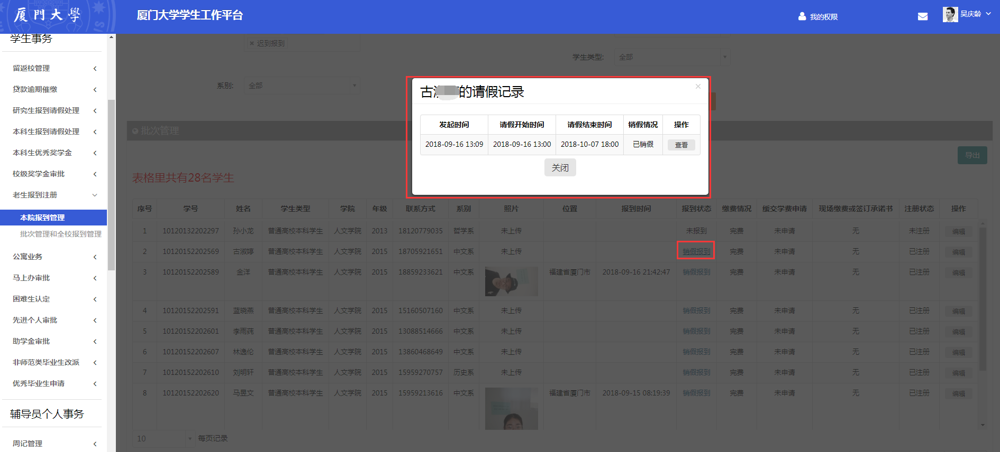 厦門大學
厦门大学学生工作平台
我的权限
吴庆龄
学生事务
留返校管理
贷款逾期催缴
研究生报到请假处理
本科生报到请假处理
本科生优秀奖学金
校级奖学金审批
老生报到注册
本院报到管理
批次管理和全校报到管理
公寓业务
马上办审批
困难生认定
先进个人审批
助学金审批
非师范类毕业生改派
优秀毕业生申请
辅导员个人事务
周记管理
× 迟到报到
学生类型: 全部
系别: 全部
古 的请假记录 ×
发起时间 请假开始时间 请假结束时间 销假情况 操作
2018-09-16 13:09 2018-09-16 13:00 2018-10-07 18:00 已销假 查看
关闭
批次管理
导出
表格里共有28名学生
序号 学号 姓名 学生类型 学院 年级 联系方式 系别 照片 位置 报到时间 报到状态 缴费情况 缓交学费申请 现场缴费或签订承诺书 注册状态 操作
1 10120132202297 孙小龙 普通高校本科学生 人文学院 2013 18120779035 哲学系 未上传 未报到 完费 未申请 无 未注册 编辑
2 10120152202569 古淑婷 普通高校本科学生 人文学院 2015 18705921651 中文系 未上传 销假报到 完费 未申请 无 已注册 编辑
3 10120152202589 金洋 普通高校本科学生 人文学院 2015 18859233621 中文系 福建省厦门市 2018-09-16 21:42:47 销假报到 完费 未申请 无 已注册 编辑
4 10120152202591 蓝晓燕 普通高校本科学生 人文学院 2015 15160507160 中文系 未上传 销假报到 完费 未申请 无 已注册 编辑
5 10120152202601 李雨 普通高校本科学生 人文学院 2015 13088514666 中文系 未上传 销假报到 完费 未申请 无 已注册 编辑
6 10120152202607 林逸伦 普通高校本科学生 人文学院 2015 13860468649 中文系 未上传 销假报到 完费 未申请 无 已注册 编辑
7 10120152202610 刘明轩 普通高校本科学生 人文学院 2015 15959270757 历史系 未上传 销假报到 完费 未申请 无 已注册 编辑
8 10120152202620 马昱文 普通高校本科学生 人文学院 2015 15959213616 中文系 福建省厦门市 2018-09-15 08:19:39 销假报到 完费 未申请 无 已注册 编辑
10 每页记录